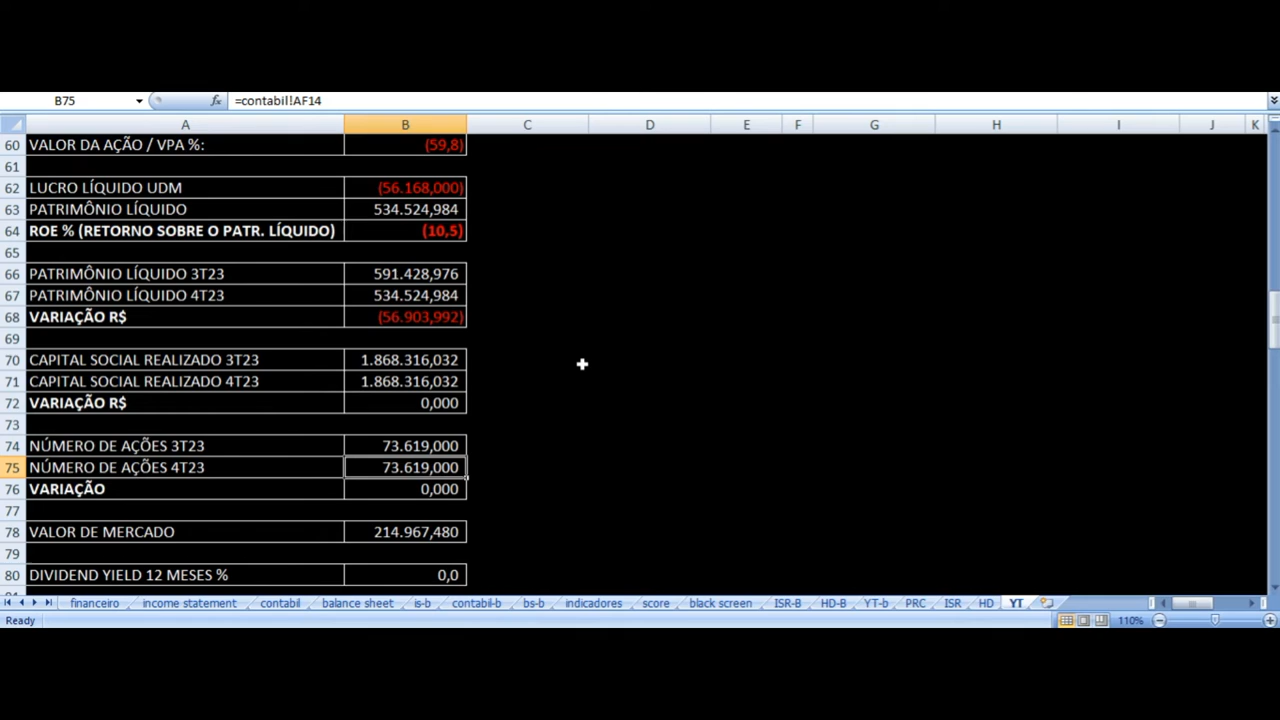 B75 fx =contabil!AF14
A B C D E F G H I J K
60 VALOR DA AÇÃO / VPA %: (59,8)
61
62 LUCRO LÍQUIDO UDM (56.168,000)
63 PATRIMÔNIO LÍQUIDO 534.524,984
64 ROE % (RETORNO SOBRE O PATR. LÍQUIDO) (10,5)
65
66 PATRIMÔNIO LÍQUIDO 3T23 591.428,976
67 PATRIMÔNIO LÍQUIDO 4T23 534.524,984
68 VARIAÇÃO R$ (56.903,992)
69
70 CAPITAL SOCIAL REALIZADO 3T23 1.868.316,032
71 CAPITAL SOCIAL REALIZADO 4T23 1.868.316,032
72 VARIAÇÃO R$ 0,000
73
74 NÚMERO DE AÇÕES 3T23 73.619,000
75 NÚMERO DE AÇÕES 4T23 73.619,000
76 VARIAÇÃO 0,000
77
78 VALOR DE MERCADO 214.967,480
79
80 DIVIDEND YIELD 12 MESES % 0,0
financeiro income statement contabil balance sheet is-b contabil-b bs-b indicadores score black screen ISR-B HD-B YT-b PRC ISR HD YT
Ready 110%